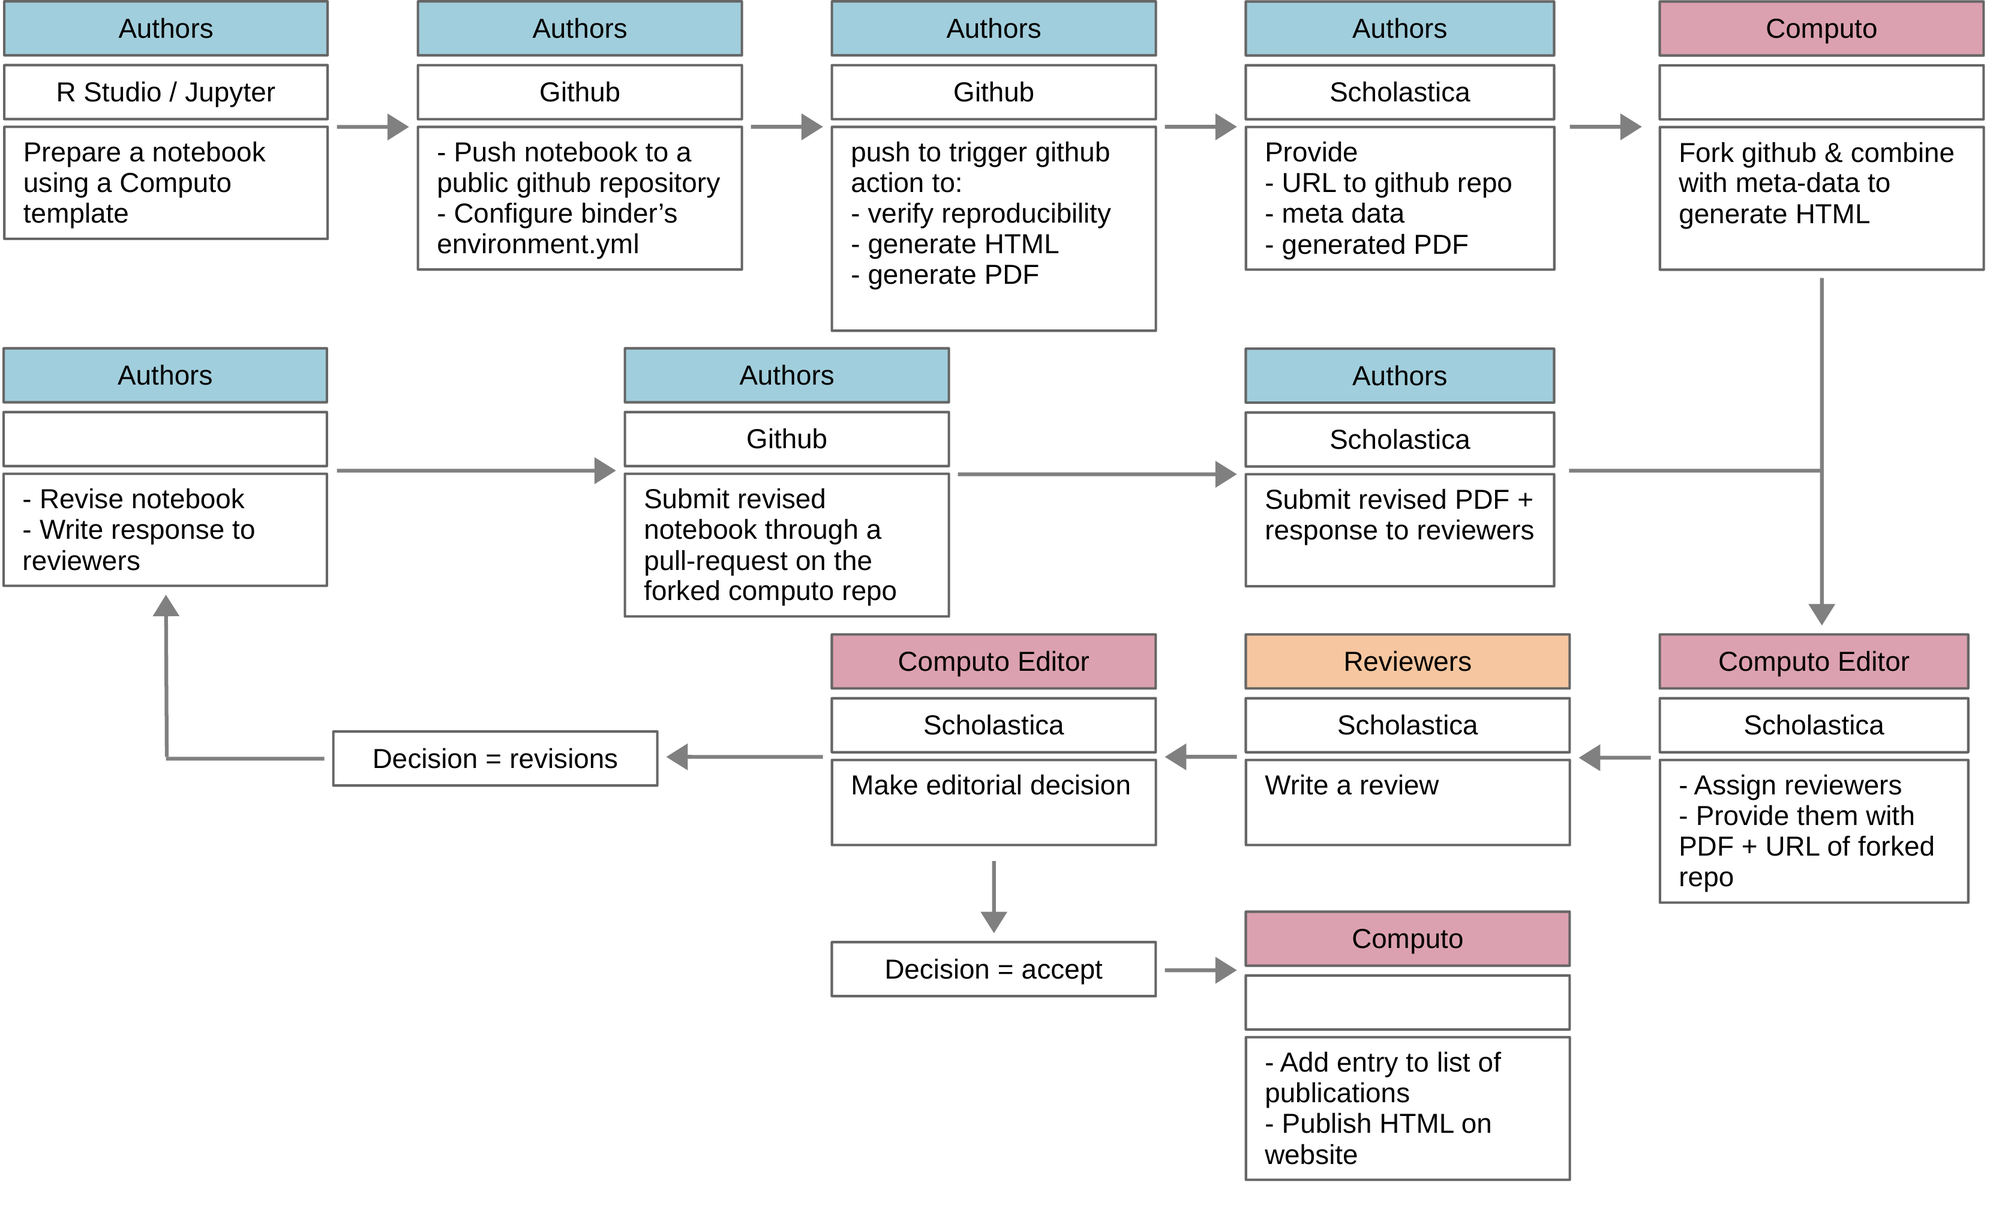 Authors
R Studio / Jupyter
Prepare a notebook
using a Computo
template
Authors
Github
- Push notebook to a
public github repository
- Configure binder’s
environment.yml
Authors
Github
push to trigger github
action to:
- verify reproducibility
- generate HTML
- generate PDF
Authors
Scholastica
Provide
- URL to github repo
- meta data
- generated PDF
Computo
Fork github & combine
with meta-data to
generate HTML
Authors
- Revise notebook
- Write response to
reviewers
Authors
Github
Submit revised
notebook through a
pull-request on the
forked computo repo
Authors
Scholastica
Submit revised PDF +
response to reviewers
Computo Editor
Scholastica
- Assign reviewers
- Provide them with
PDF + URL of forked
repo
Reviewers
Scholastica
Write a review
Computo Editor
Scholastica
Make editorial decision
Decision = revisions
Decision = accept
Computo
- Add entry to list of
publications
- Publish HTML on
website